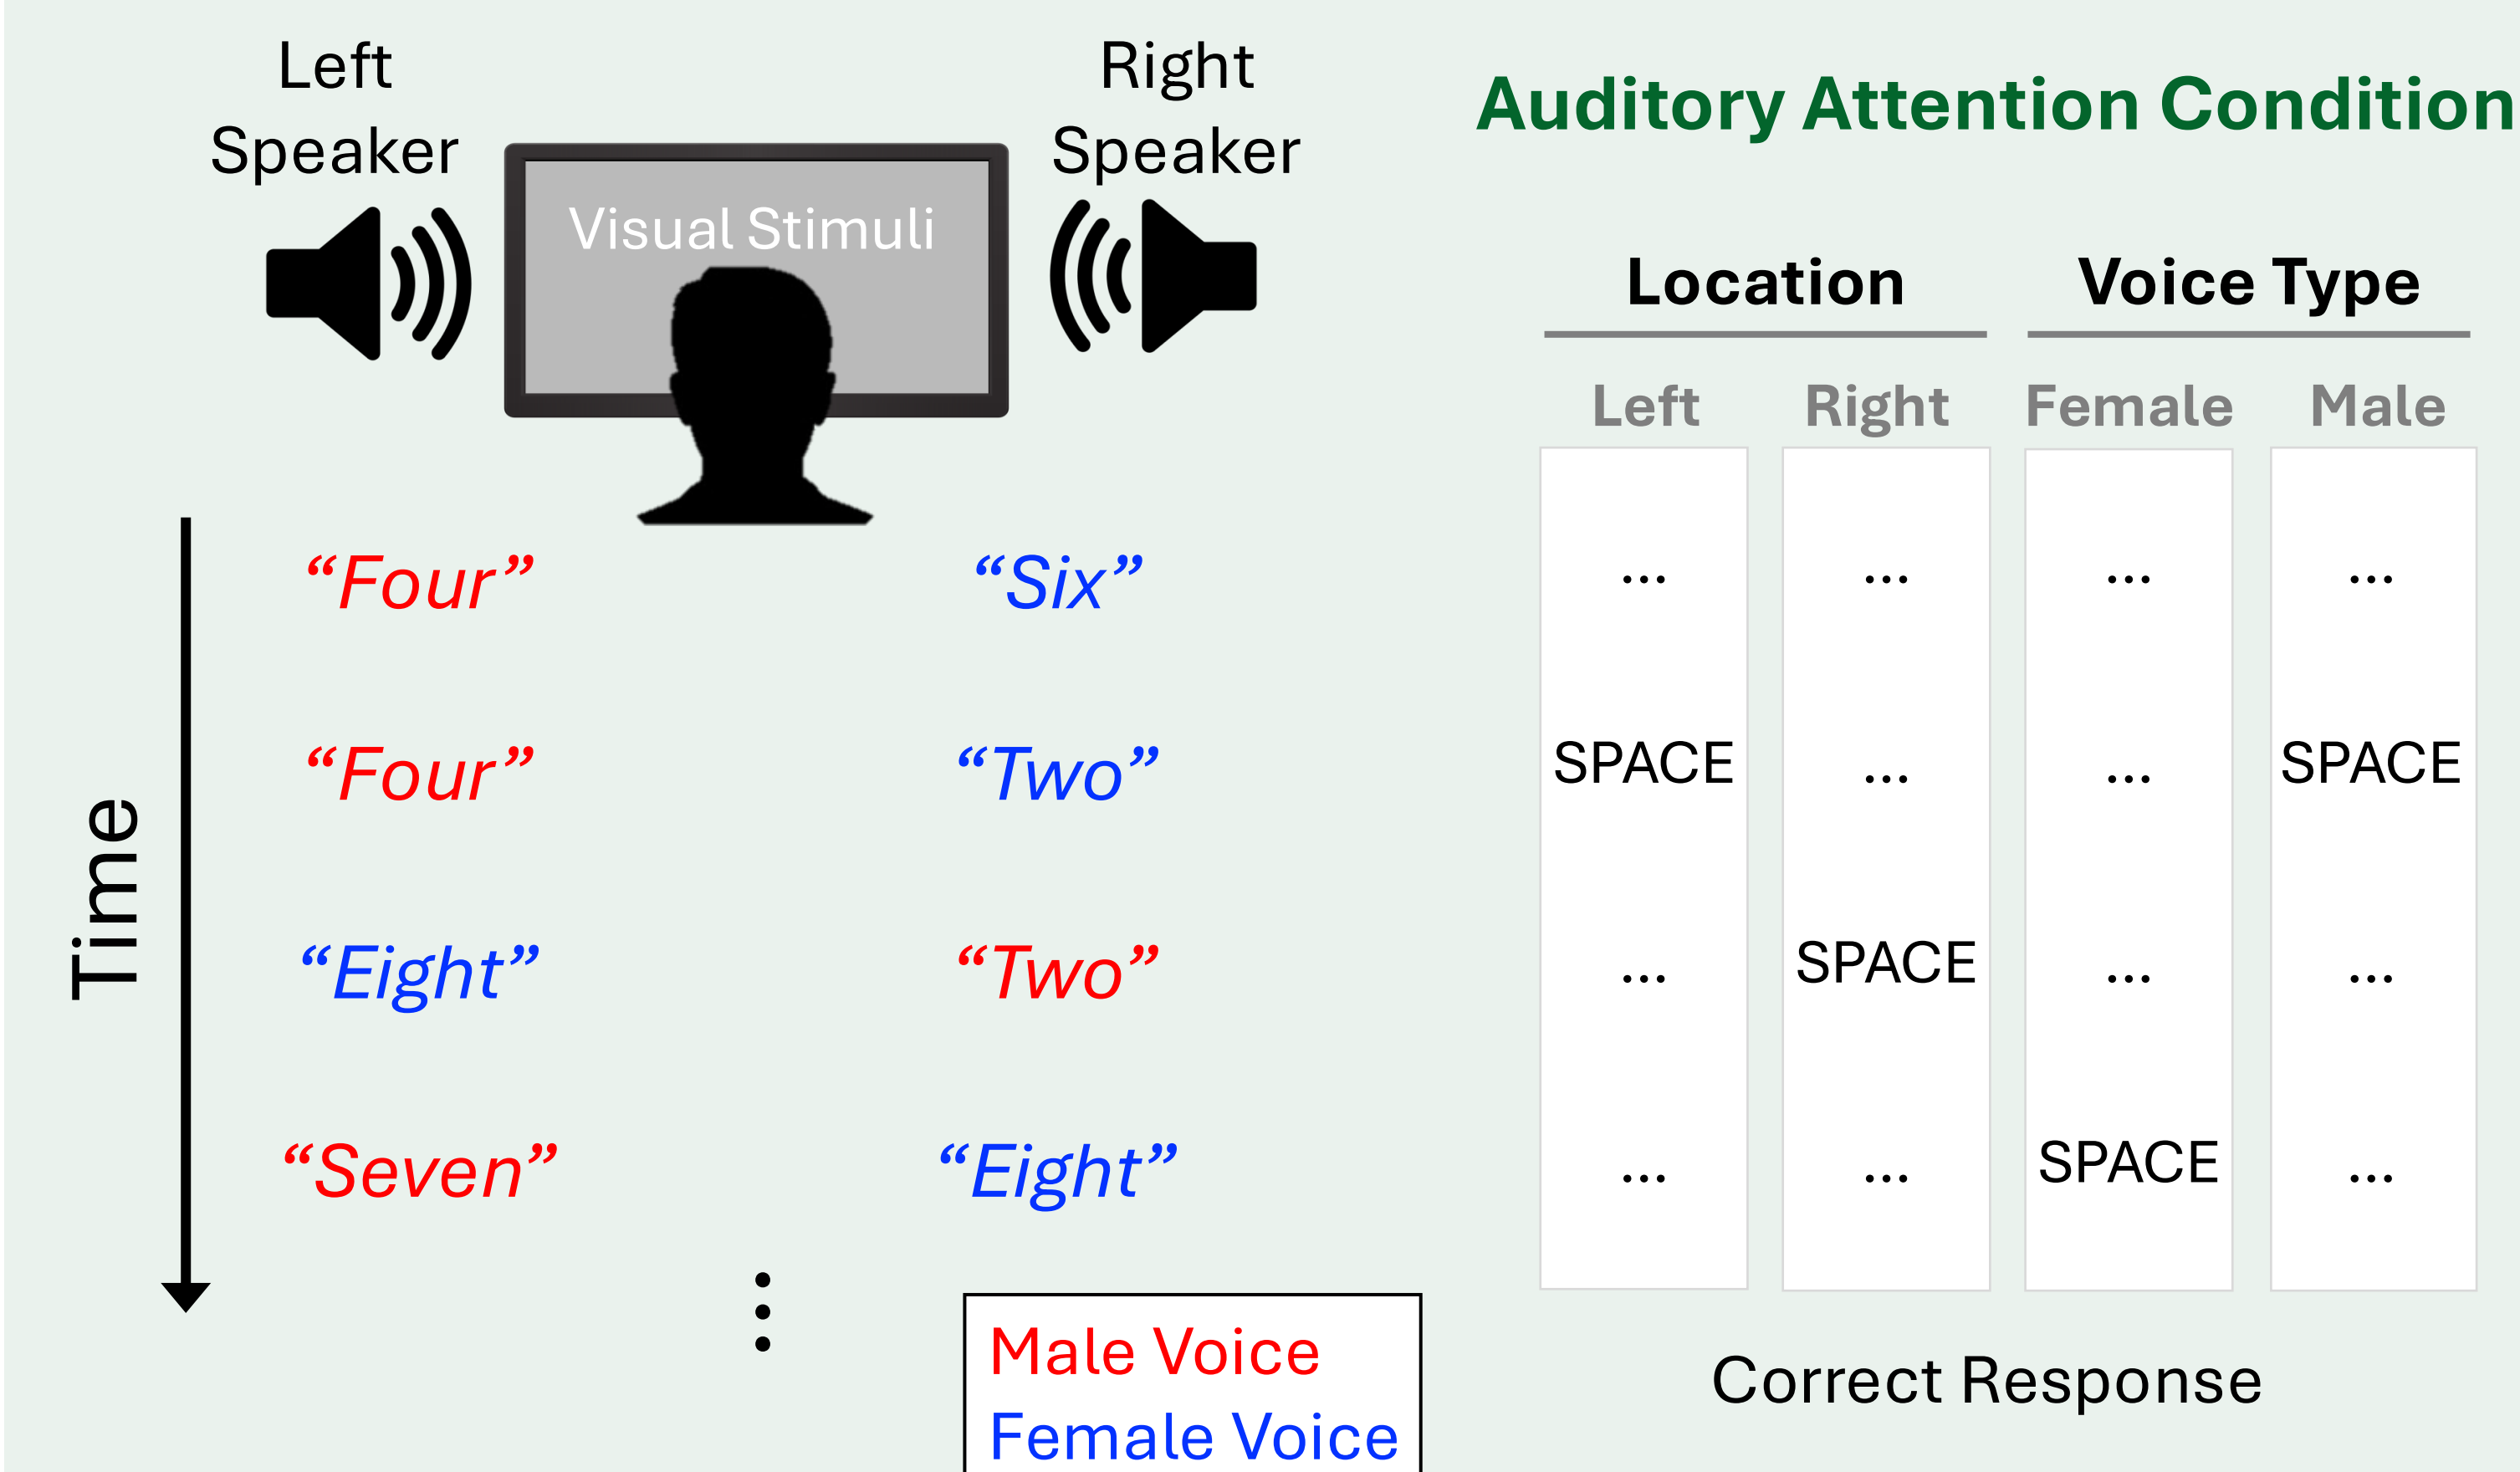 Left
Speaker
Right
Speaker
Visual Stimuli
Auditory Attention Condition
Location
Voice Type
Left
Right
Female
Male
Time
“Four”
“Six”
...
...
...
...
“Four”
“Two”
SPACE
...
...
SPACE
“Eight”
“Two”
...
SPACE
...
...
“Seven”
“Eight”
...
...
SPACE
...
Male Voice
Female Voice
Correct Response